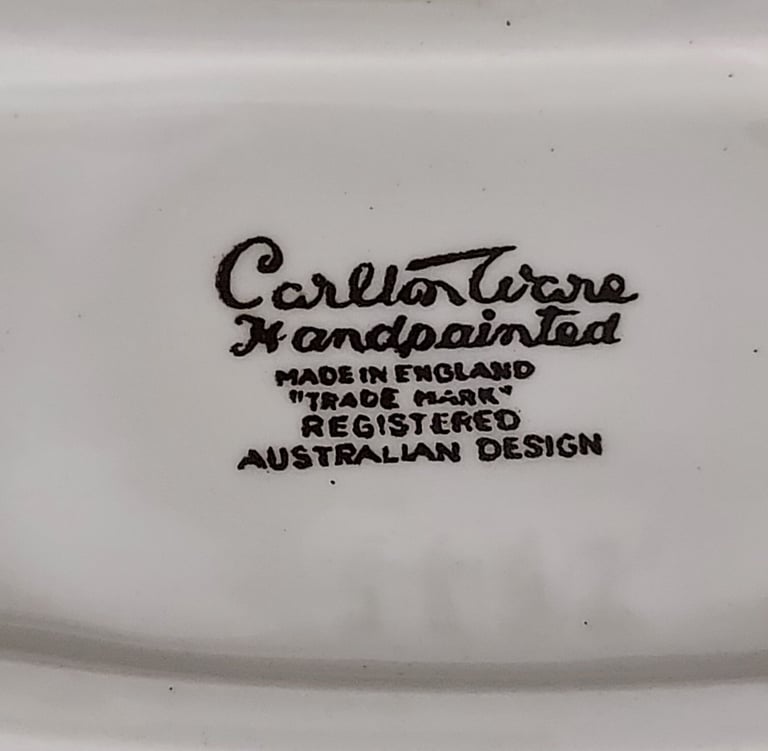 Carlton Ware
Handpainted
MADE IN ENGLAND
"TRADE MARK"
REGISTERED
AUSTRALIAN DESIGN